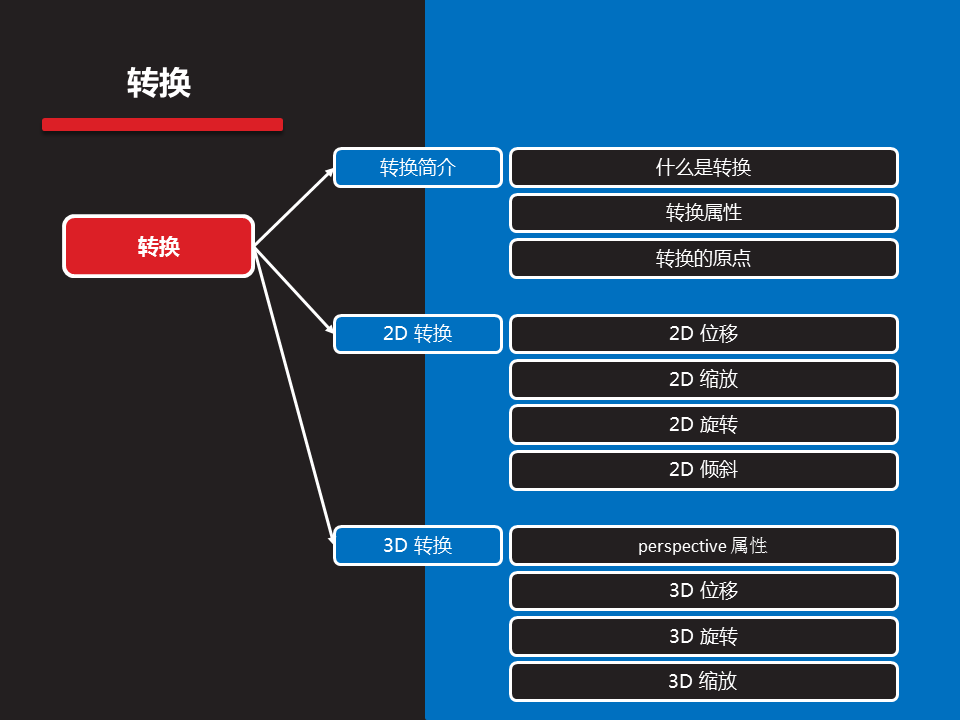 转换
转换
转换简介
什么是转换
转换属性
转换的原点
2D 转换
2D 位移
2D 缩放
2D 旋转
2D 倾斜
3D 转换
perspective 属性
3D 位移
3D 旋转
3D 缩放